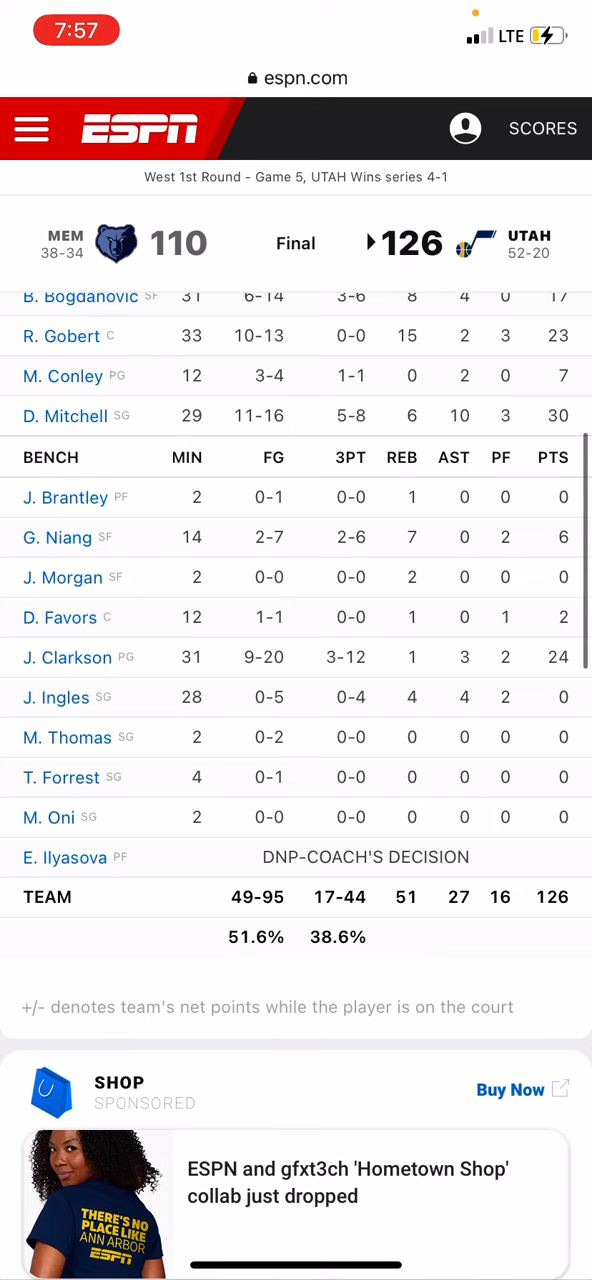 7:57
LTE
espn.com
ESPN
SCORES
West 1st Round - Game 5, UTAH Wins series 4-1
MEM 38-34 110 Final 126 UTAH 52-20
B. Bogdanovic SF 31 6-14 3-6 8 4 0 17
R. Gobert C 33 10-13 0-0 15 2 3 23
M. Conley PG 12 3-4 1-1 0 2 0 7
D. Mitchell SG 29 11-16 5-8 6 10 3 30
BENCH MIN FG 3PT REB AST PF PTS
J. Brantley PF 2 0-1 0-0 1 0 0 0
G. Niang SF 14 2-7 2-6 7 0 2 6
J. Morgan SF 2 0-0 0-0 2 0 0 0
D. Favors C 12 1-1 0-0 1 0 1 2
J. Clarkson PG 31 9-20 3-12 1 3 2 24
J. Ingles SG 28 0-5 0-4 4 4 2 0
M. Thomas SG 2 0-2 0-0 0 0 0 0
T. Forrest SG 4 0-1 0-0 0 0 0 0
M. Oni SG 2 0-0 0-0 0 0 0 0
E. Ilyasova PF DNP-COACH'S DECISION
TEAM 49-95 17-44 51 27 16 126
51.6% 38.6%
+/- denotes team's net points while the player is on the court
SHOP
SPONSORED
Buy Now
ESPN and gfxt3ch 'Hometown Shop'
collab just dropped
THERE'S NO
PLACE LIKE
ANN ARBOR
ESPN